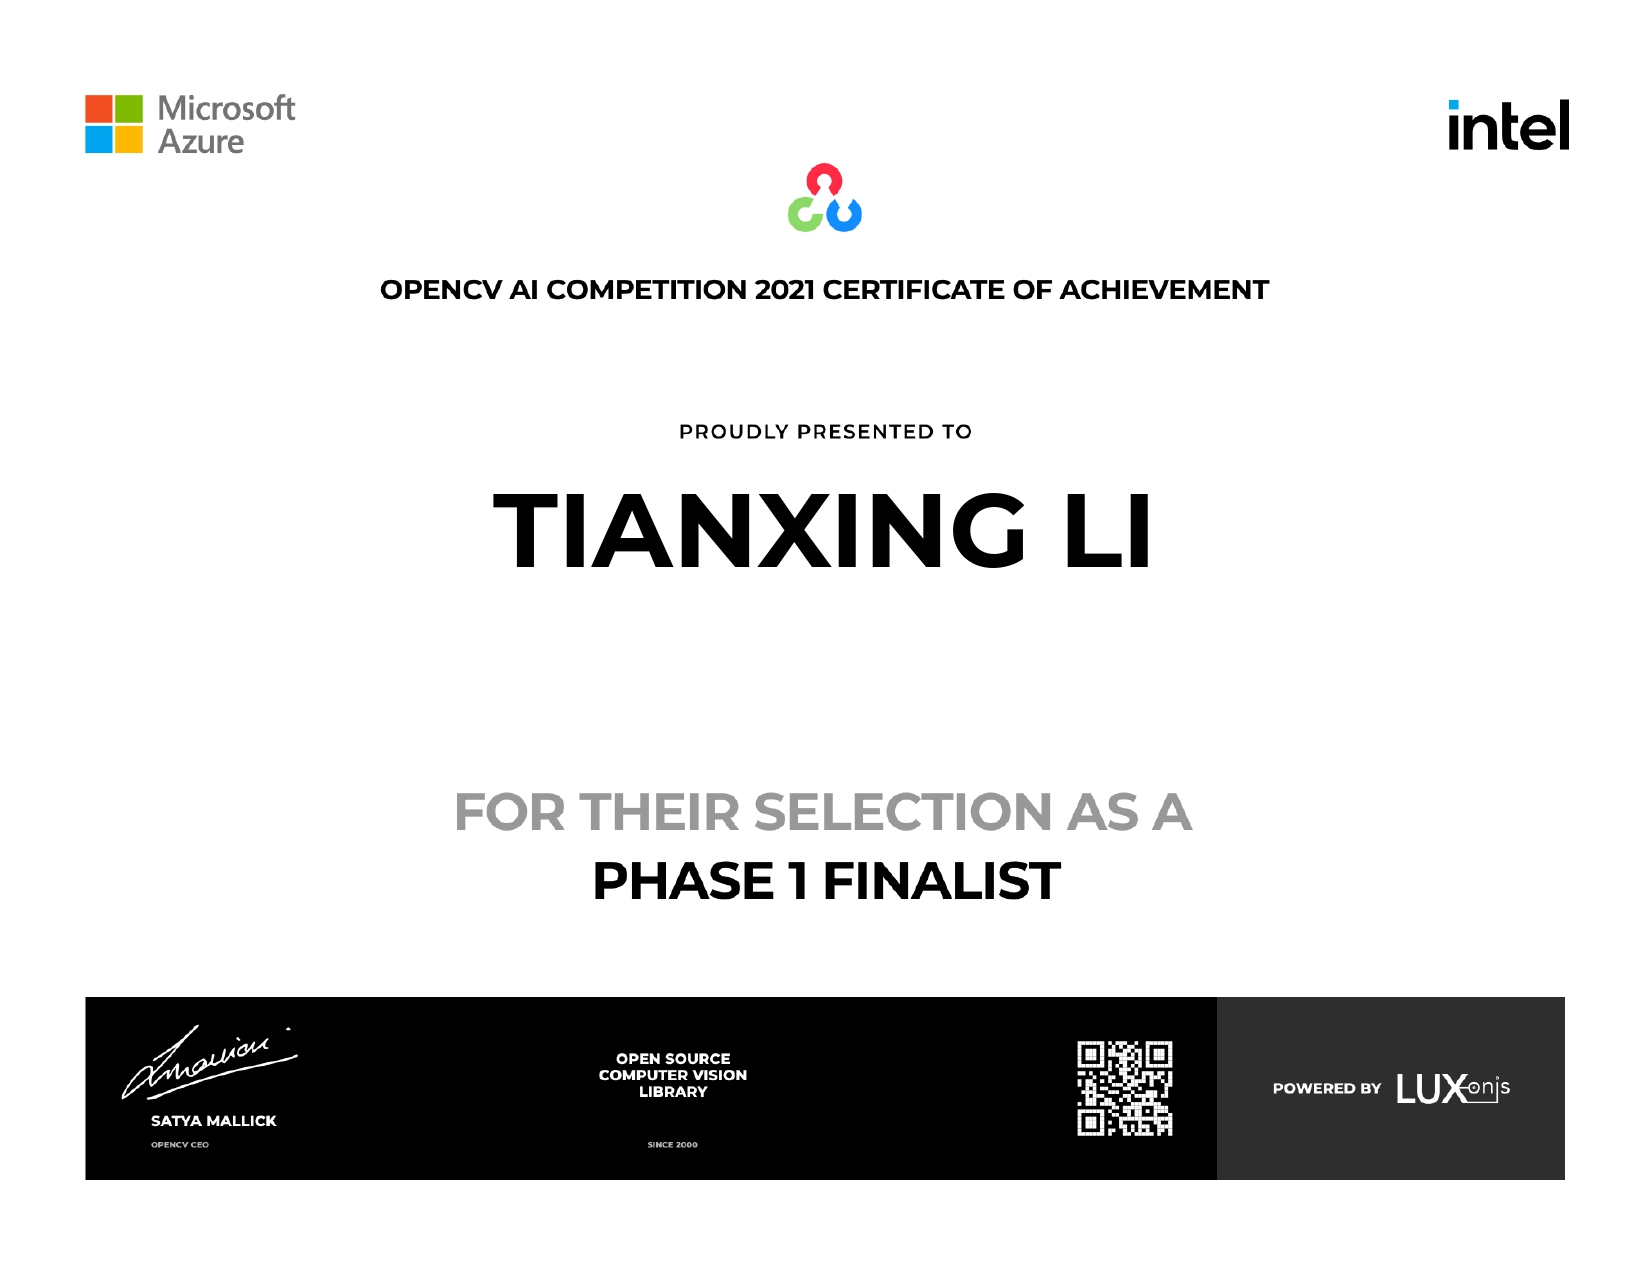 Microsoft
Azure
intel
OPENCV AI COMPETITION 2021 CERTIFICATE OF ACHIEVEMENT
PROUDLY PRESENTED TO
TIANXING LI
FOR THEIR SELECTION AS A
PHASE 1 FINALIST
SATYA MALLICK
OPENCV CEO
OPEN SOURCE
COMPUTER VISION
LIBRARY
SINCE 2000
POWERED BY LUXonis